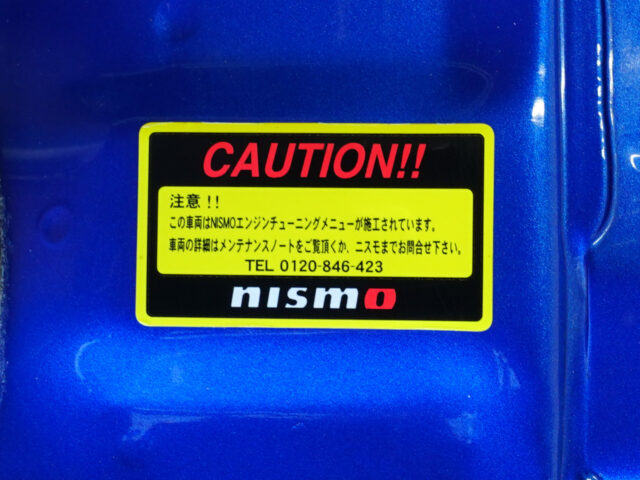 CAUTION!!
注意!!
この車両はNISMOエンジンチューニングメニューが施工されています。
車両の詳細はメンテナンスノートをご覧頂くか、ニスモまでお問合せ下さい。
TEL 0120-846-423
nismo